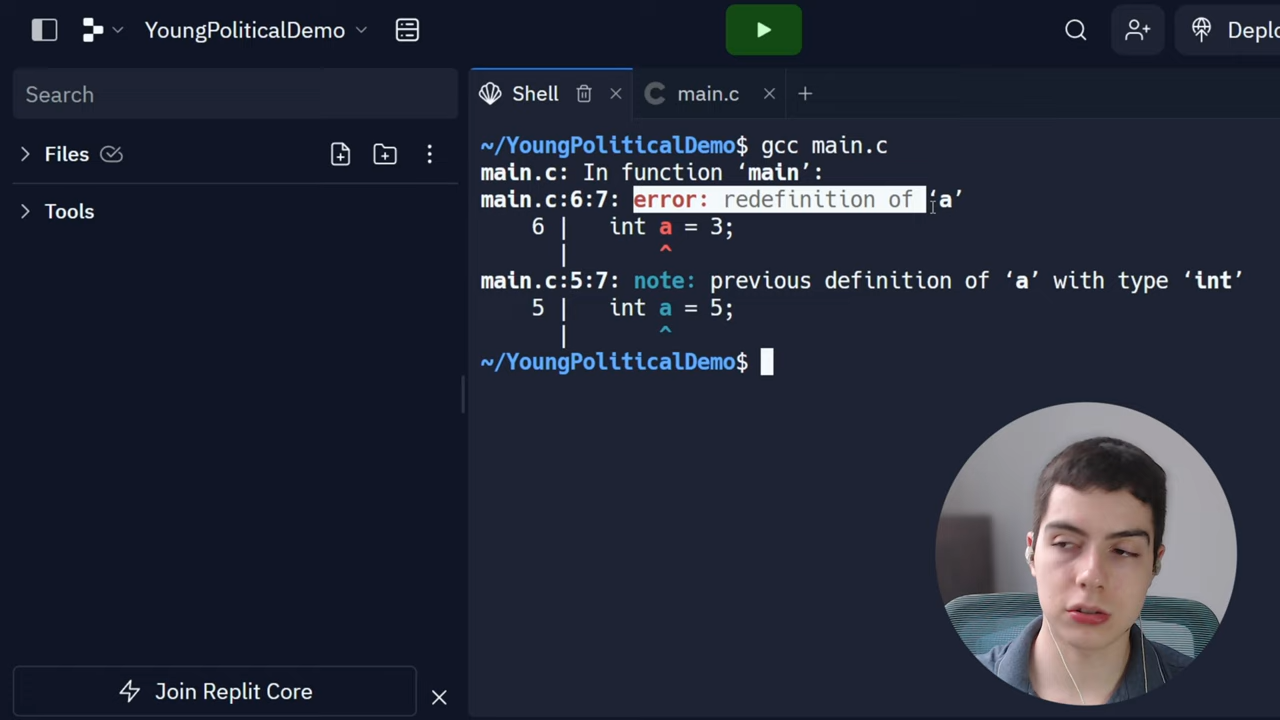 YoungPoliticalDemo
Deplo
Search
Shell
main.c
Files
Tools
~/YoungPoliticalDemo$ gcc main.c
main.c: In function ‘main’:
main.c:6:7: error: redefinition of ‘a’
6 | int a = 3;
| ^
main.c:5:7: note: previous definition of ‘a’ with type ‘int’
5 | int a = 5;
| ^
~/YoungPoliticalDemo$
Join Replit Core